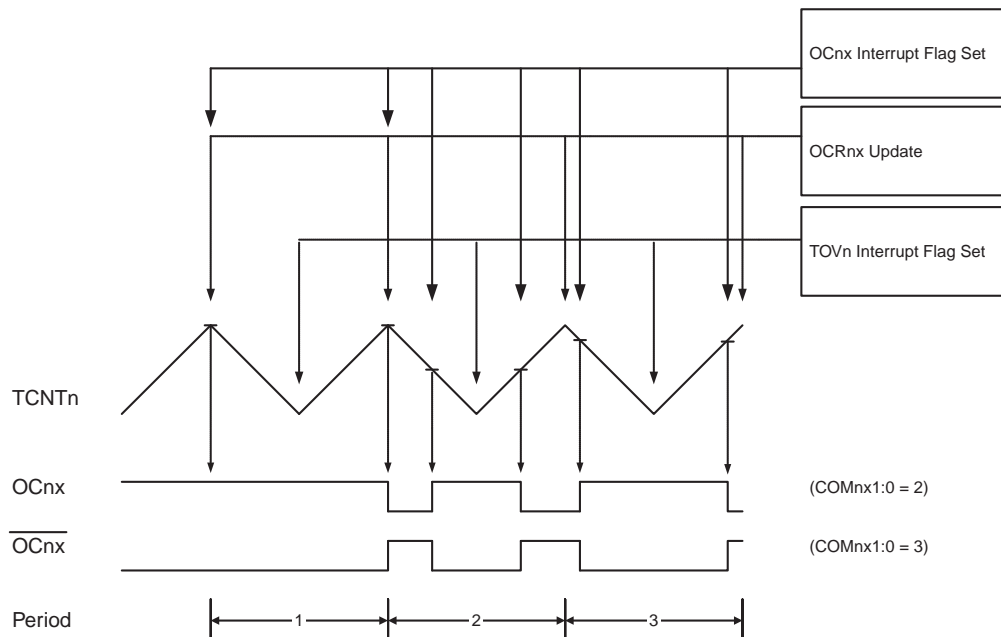 OCnx Interrupt Flag Set
OCRnx Update
TOVn Interrupt Flag Set
TCNTn
OCnx
(COMnx1:0 = 2)
OCnx
(COMnx1:0 = 3)
Period
1
2
3